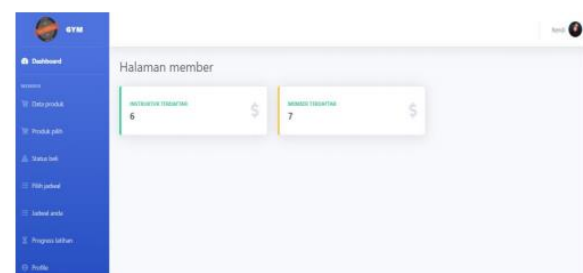 GYM
Dashboard
Data produk
Produk pilih
Status beli
Pilih jadwal
Jadwal anda
Progress latihan
Profile
Halaman member
INSTRUKTUR TERDAFTAR
6
MEMBER TERDAFTAR
7